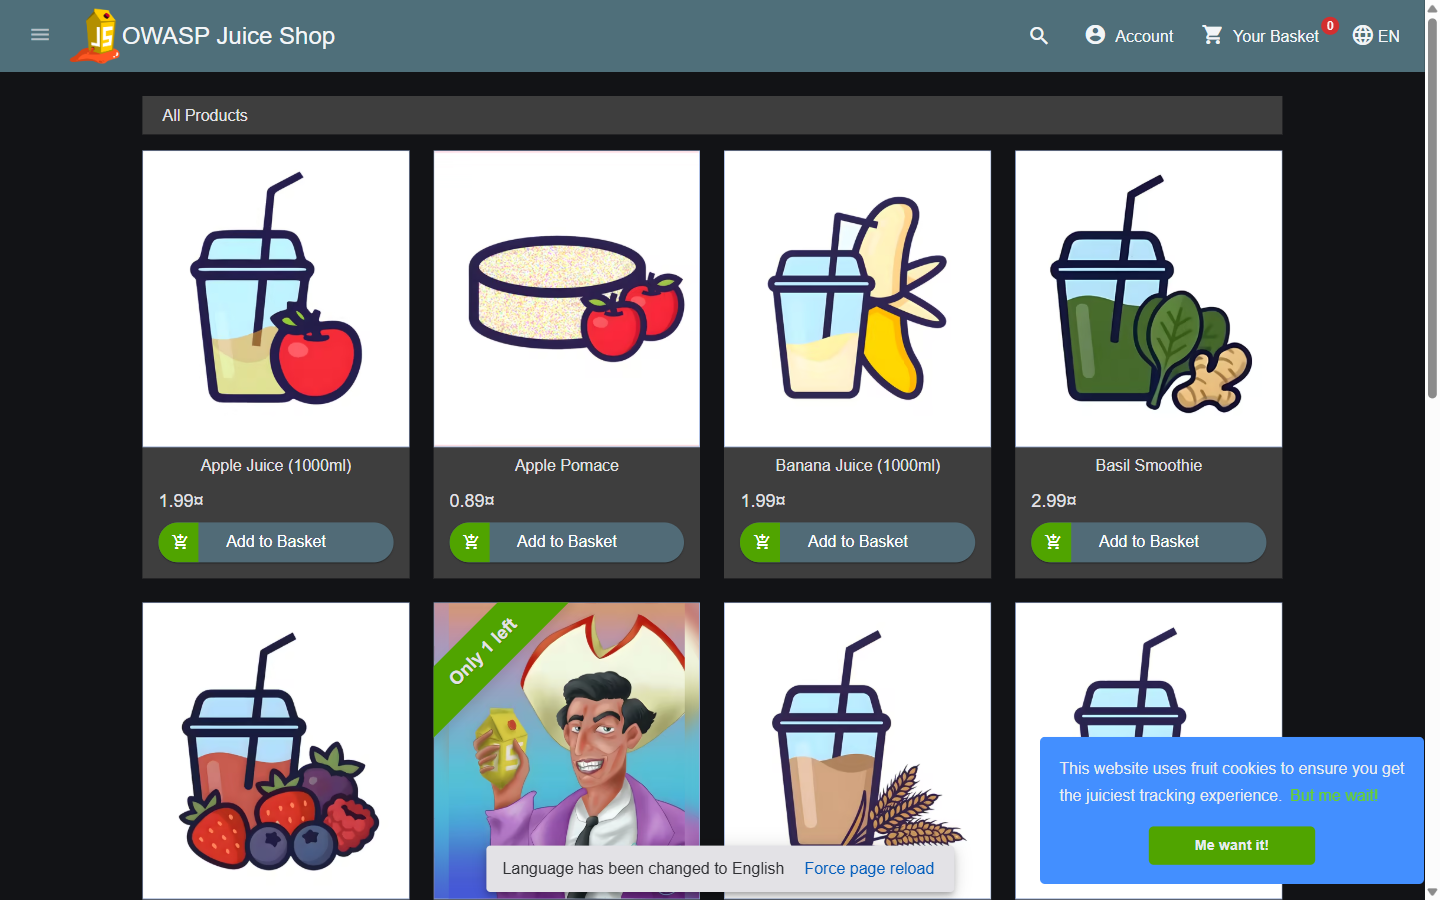 OWASP Juice Shop
Account
Your Basket
0
EN
All Products
Apple Juice (1000ml)
1.99¤
Add to Basket
Apple Pomace
0.89¤
Add to Basket
Banana Juice (1000ml)
1.99¤
Add to Basket
Basil Smoothie
2.99¤
Add to Basket
Only 1 left
This website uses fruit cookies to ensure you get
the juiciest tracking experience. But me wait!
Me want it!
Language has been changed to English Force page reload